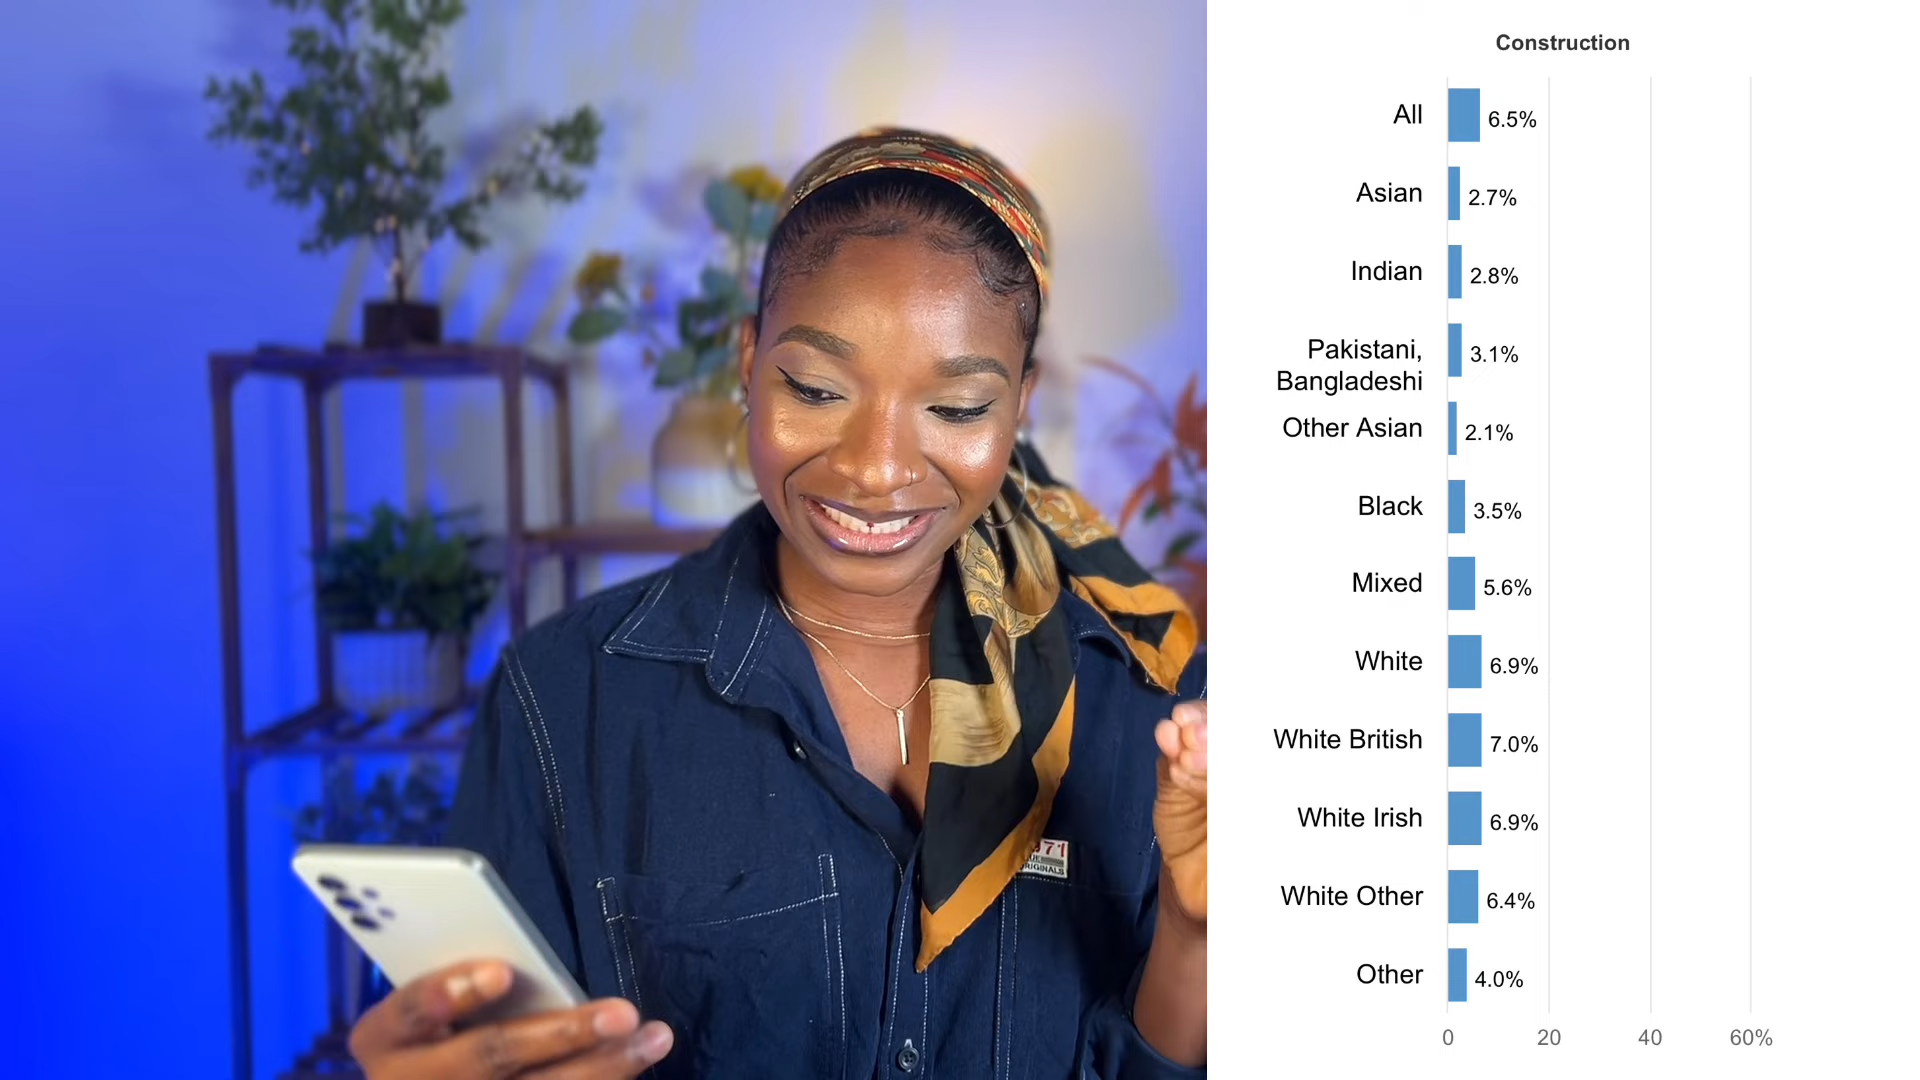 Construction
All 6.5%
Asian 2.7%
Indian 2.8%
Pakistani,
Bangladeshi 3.1%
Other Asian 2.1%
Black 3.5%
Mixed 5.6%
White 6.9%
White British 7.0%
White Irish 6.9%
White Other 6.4%
Other 4.0%
0 20 40 60%
971
ORIGINALS